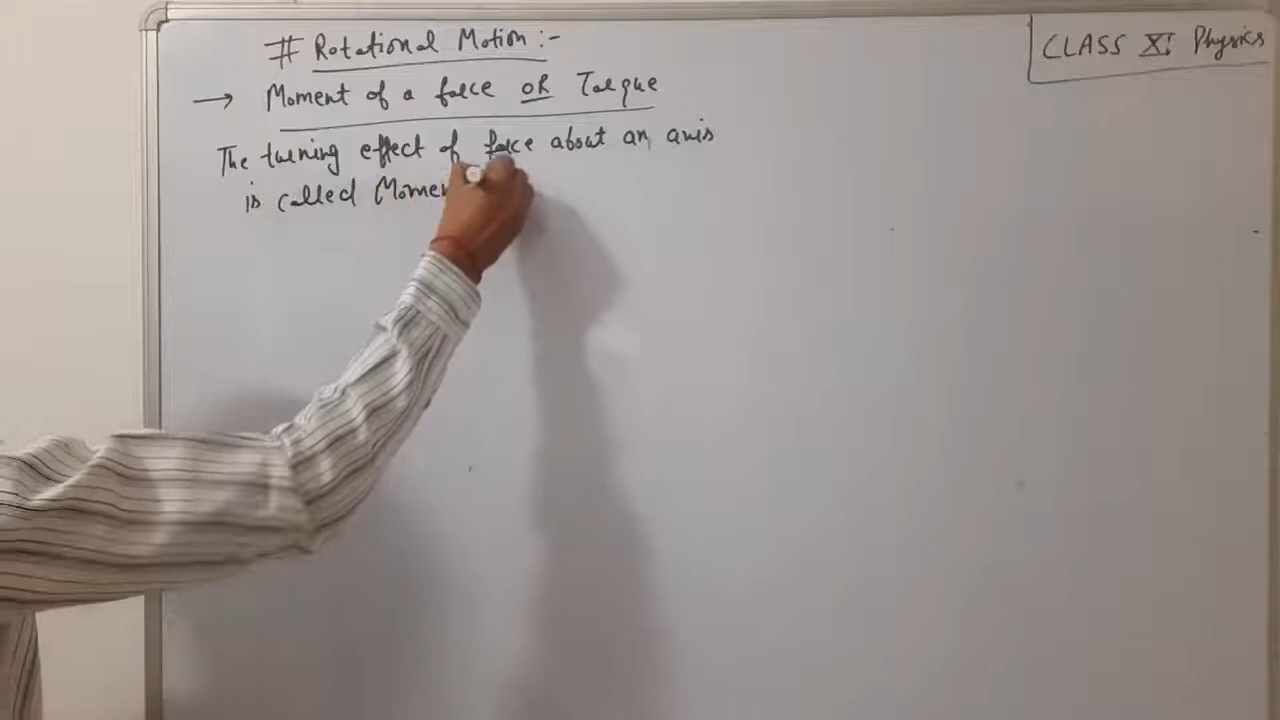 # Rotational Motion :-
CLASS XI Physics
→ Moment of a force OR Torque
The turning effect of force about an axis
is called Momen